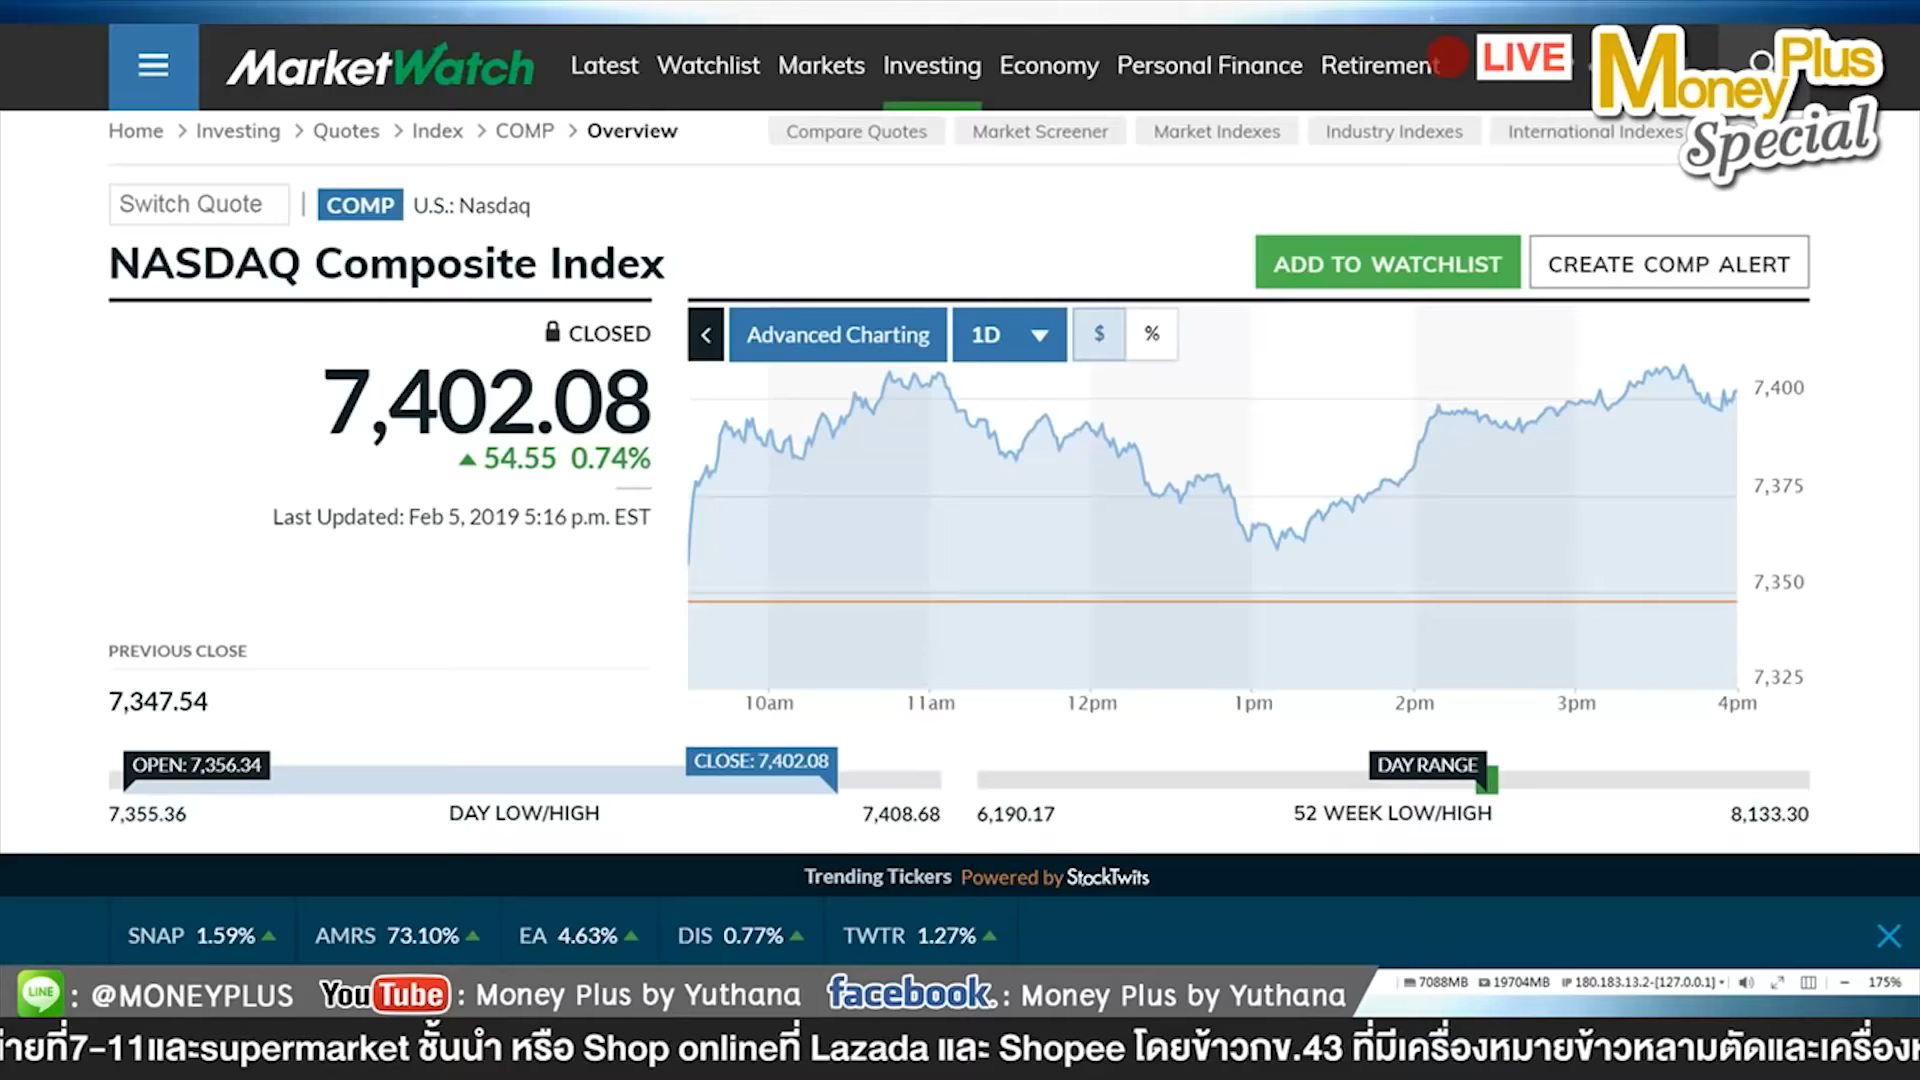 MarketWatch Latest Watchlist Markets Investing Economy Personal Finance LIVE
Money Plus Special
Home > Investing > Quotes > Index > COMP > Overview Compare Quotes Market Screener Market Indexes Industry Indexes International Indexes
Switch Quote | COMP U.S.: Nasdaq
NASDAQ Composite Index ADD TO WATCHLIST CREATE COMP ALERT
CLOSED < Advanced Charting 1D $ %
7,402.08
54.55 0.74%
Last Updated: Feb 5, 2019 5:16 p.m. EST
7,400
7,375
7,350
7,325
10am 11am 12pm 1pm 2pm 3pm 4pm
PREVIOUS CLOSE
7,347.54
OPEN: 7,356.34 CLOSE: 7,402.08 DAY RANGE
7,355.36 DAY LOW/HIGH 7,408.68 6,190.17 52 WEEK LOW/HIGH 8,133.30
Trending Tickers Powered by StockTwits
SNAP 1.59% AMRS 73.10% EA 4.63% DIS 0.77% TWTR 1.27%
LINE : @MONEYPLUS YouTube : Money Plus by Yuthana facebook. : Money Plus by Yuthana 7088MB 19704MB IP 180.183.13.2-[127.0.0.1] 175%
ที่7-11และsupermarket ชั้นนำ หรือ Shop onlineที่ Lazada และ Shopee โดยข้าวกข.43 ที่มีเครื่องหมายข้าวหลามตัดและเครื่อง